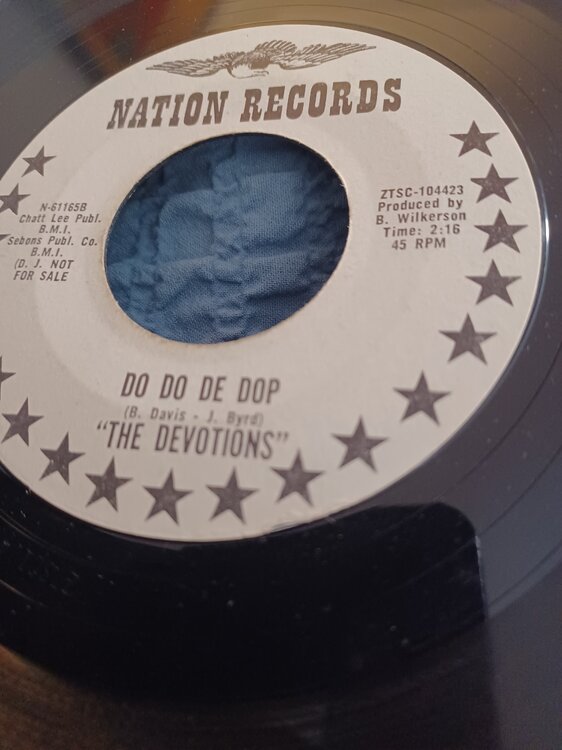 NATION RECORDS
N-61165B
Chatt Lee Publ.
B.M.I.
Sebons Publ. Co.
B.M.I.
(D. J. NOT
FOR SALE
ZTSC-104423
Produced by
B. Wilkerson
Time: 2:16
45 RPM
DO DO DE DOP
(B. Davis - J. Byrd)
"THE DEVOTIONS"